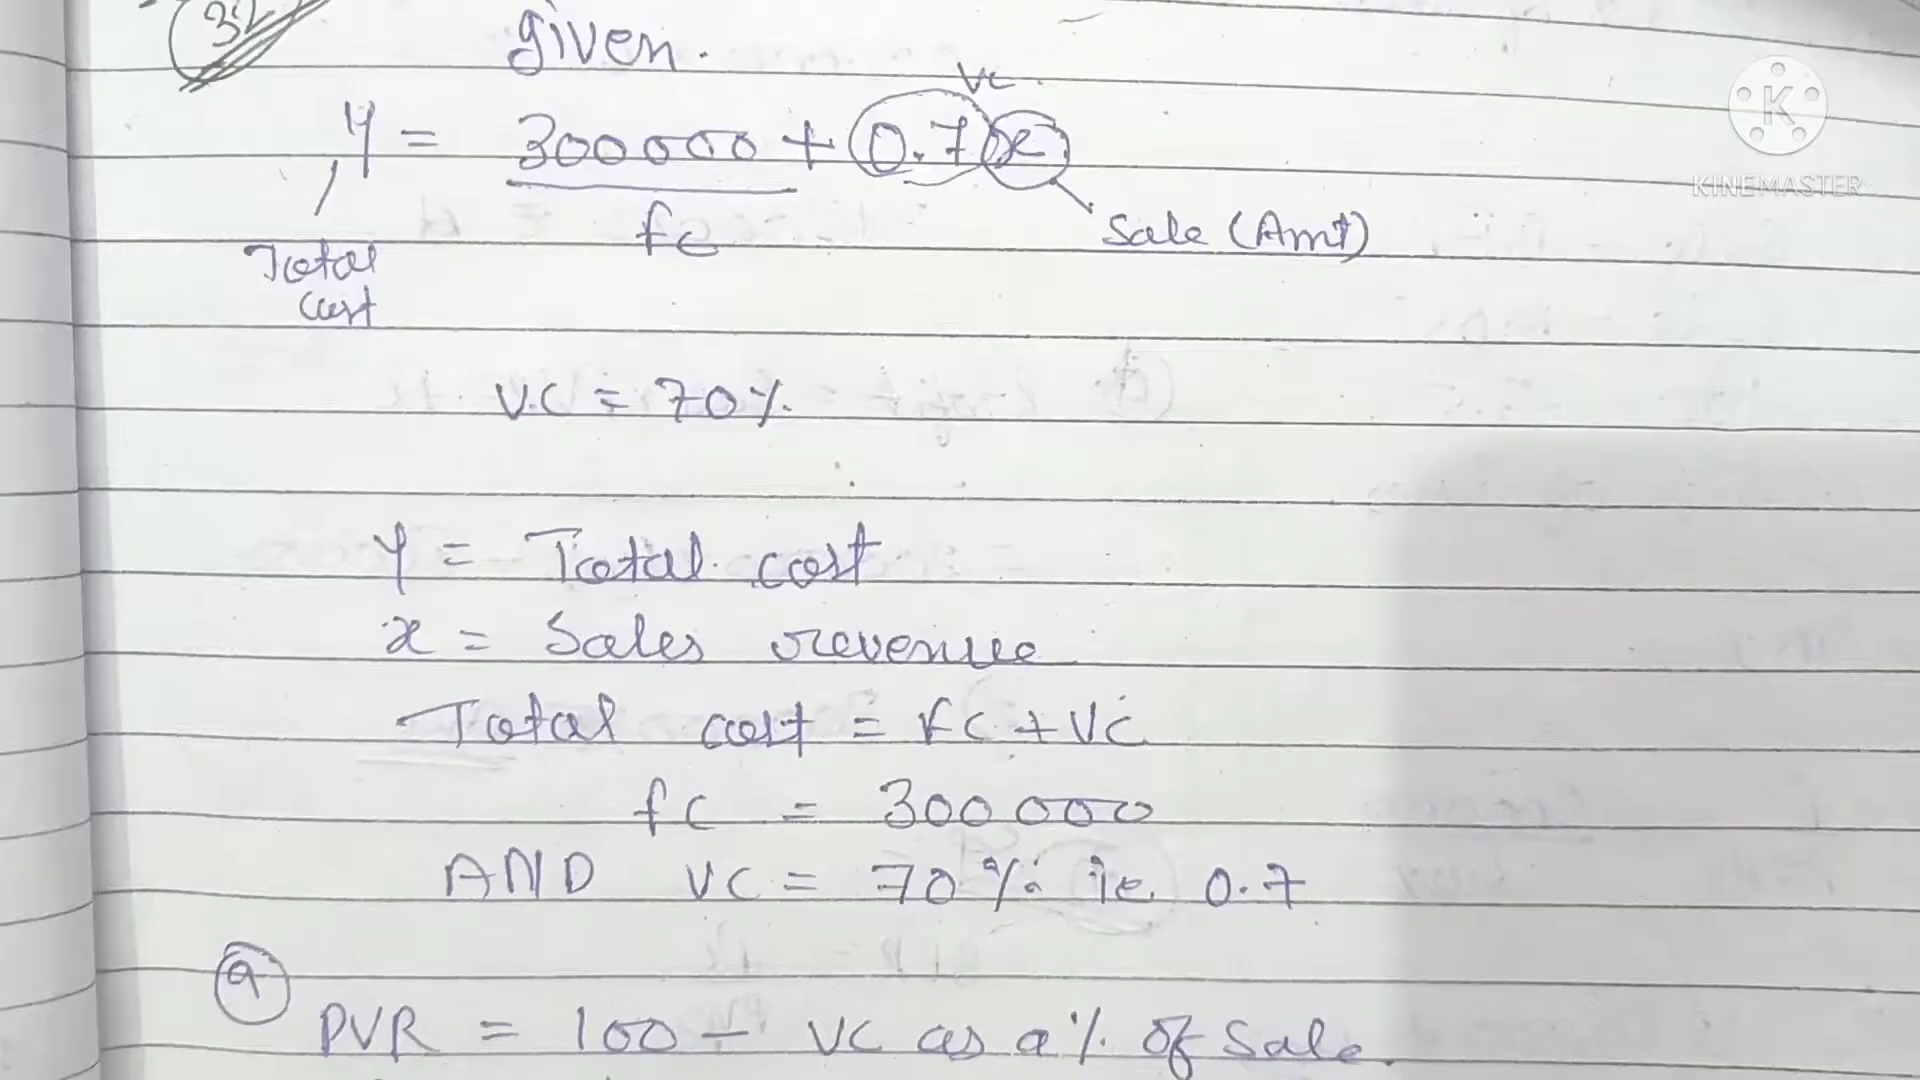 32
given.
VC
y = 300000 + 0.7x
fc
Sale (Amt)
Total
cost
V.C = 70%.
y = Total cost
x = Sales revenue
Total cost = FC + VC
fc = 300000
AND VC = 70% ie. 0.7
a
PVR = 100 - VC as a % of Sale.
K
KINEMASTER